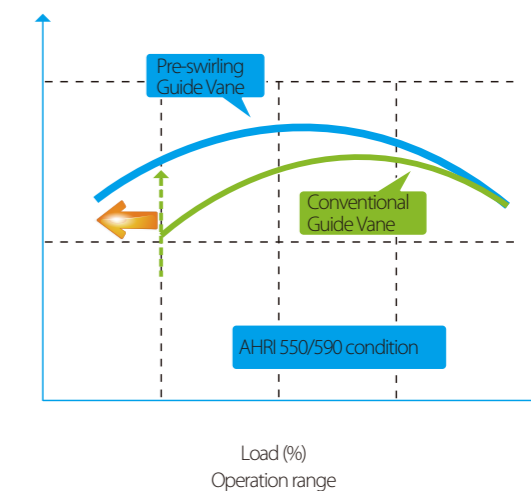 Pre-swirling
Guide Vane
Conventional
Guide Vane
AHRI 550/590 condition
Load (%)
Operation range